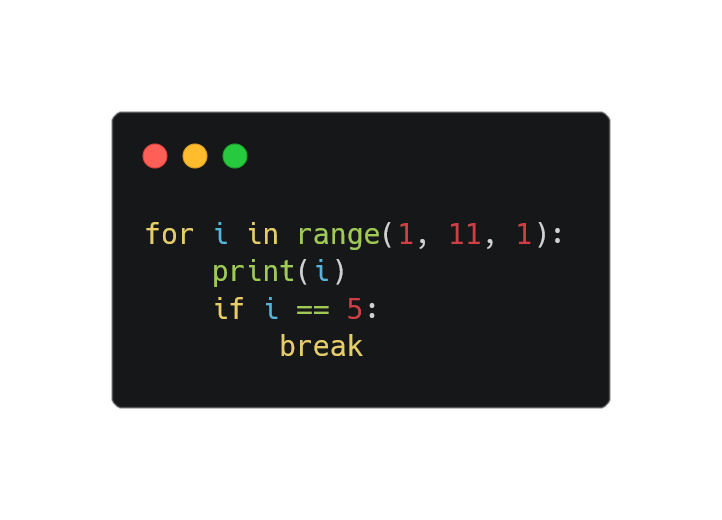 for i in range(1, 11, 1):
    print(i)
    if i == 5:
        break